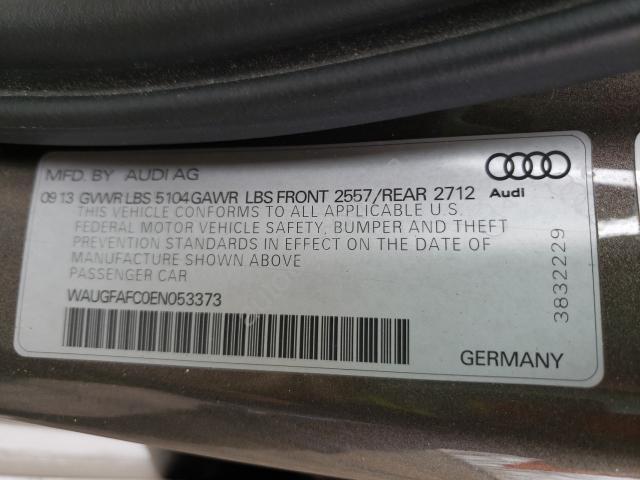 MFD. BY AUDI AG
09 13 GVWR LBS 5104 GAWR LBS FRONT 2557/REAR 2712
THIS VEHICLE CONFORMS TO ALL APPLICABLE U.S.
FEDERAL MOTOR VEHICLE SAFETY, BUMPER AND THEFT
PREVENTION STANDARDS IN EFFECT ON THE DATE OF
MANUFACTURE SHOWN ABOVE
PASSENGER CAR
WAUGFAFC0EN053373
Audi
3832229
GERMANY